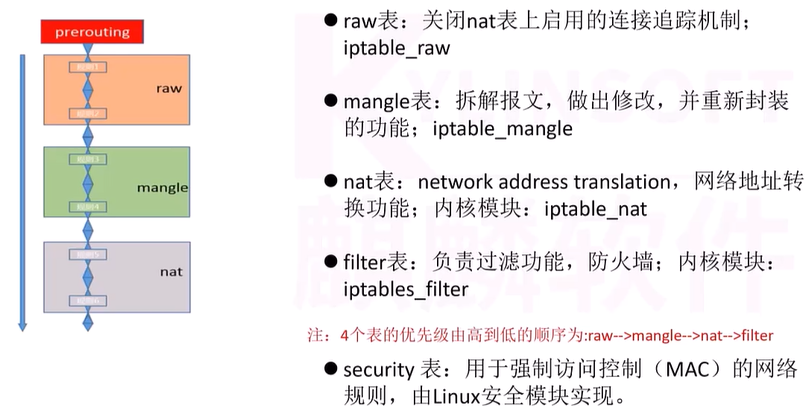 prerouting
规则1
raw
规则2
规则3
mangle
规则4
规则5
nat
规则6
● raw表：关闭nat表上启用的连接追踪机制；
iptable_raw
● mangle表：拆解报文，做出修改，并重新封装
的功能；iptable_mangle
● nat表：network address translation，网络地址转
换功能；内核模块：iptable_nat
● filter表：负责过滤功能，防火墙；内核模块：
iptables_filter
注：4个表的优先级由高到低的顺序为:raw-->mangle-->nat-->filter
● security 表：用于强制访问控制（MAC）的网络
规则，由Linux安全模块实现。
KYLINSOFT
麒麟软件